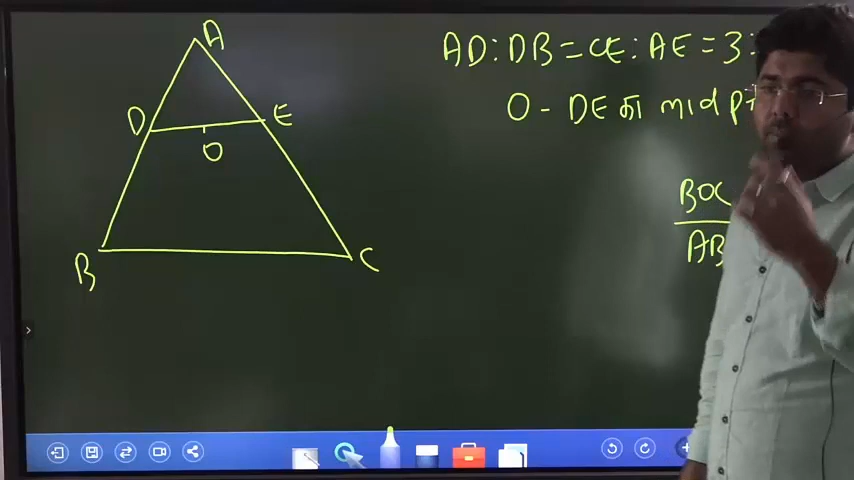 A
AD:DB = CE:AE = 3:
D
E
O
O - DE का mid pt
BOC
AB
B
C